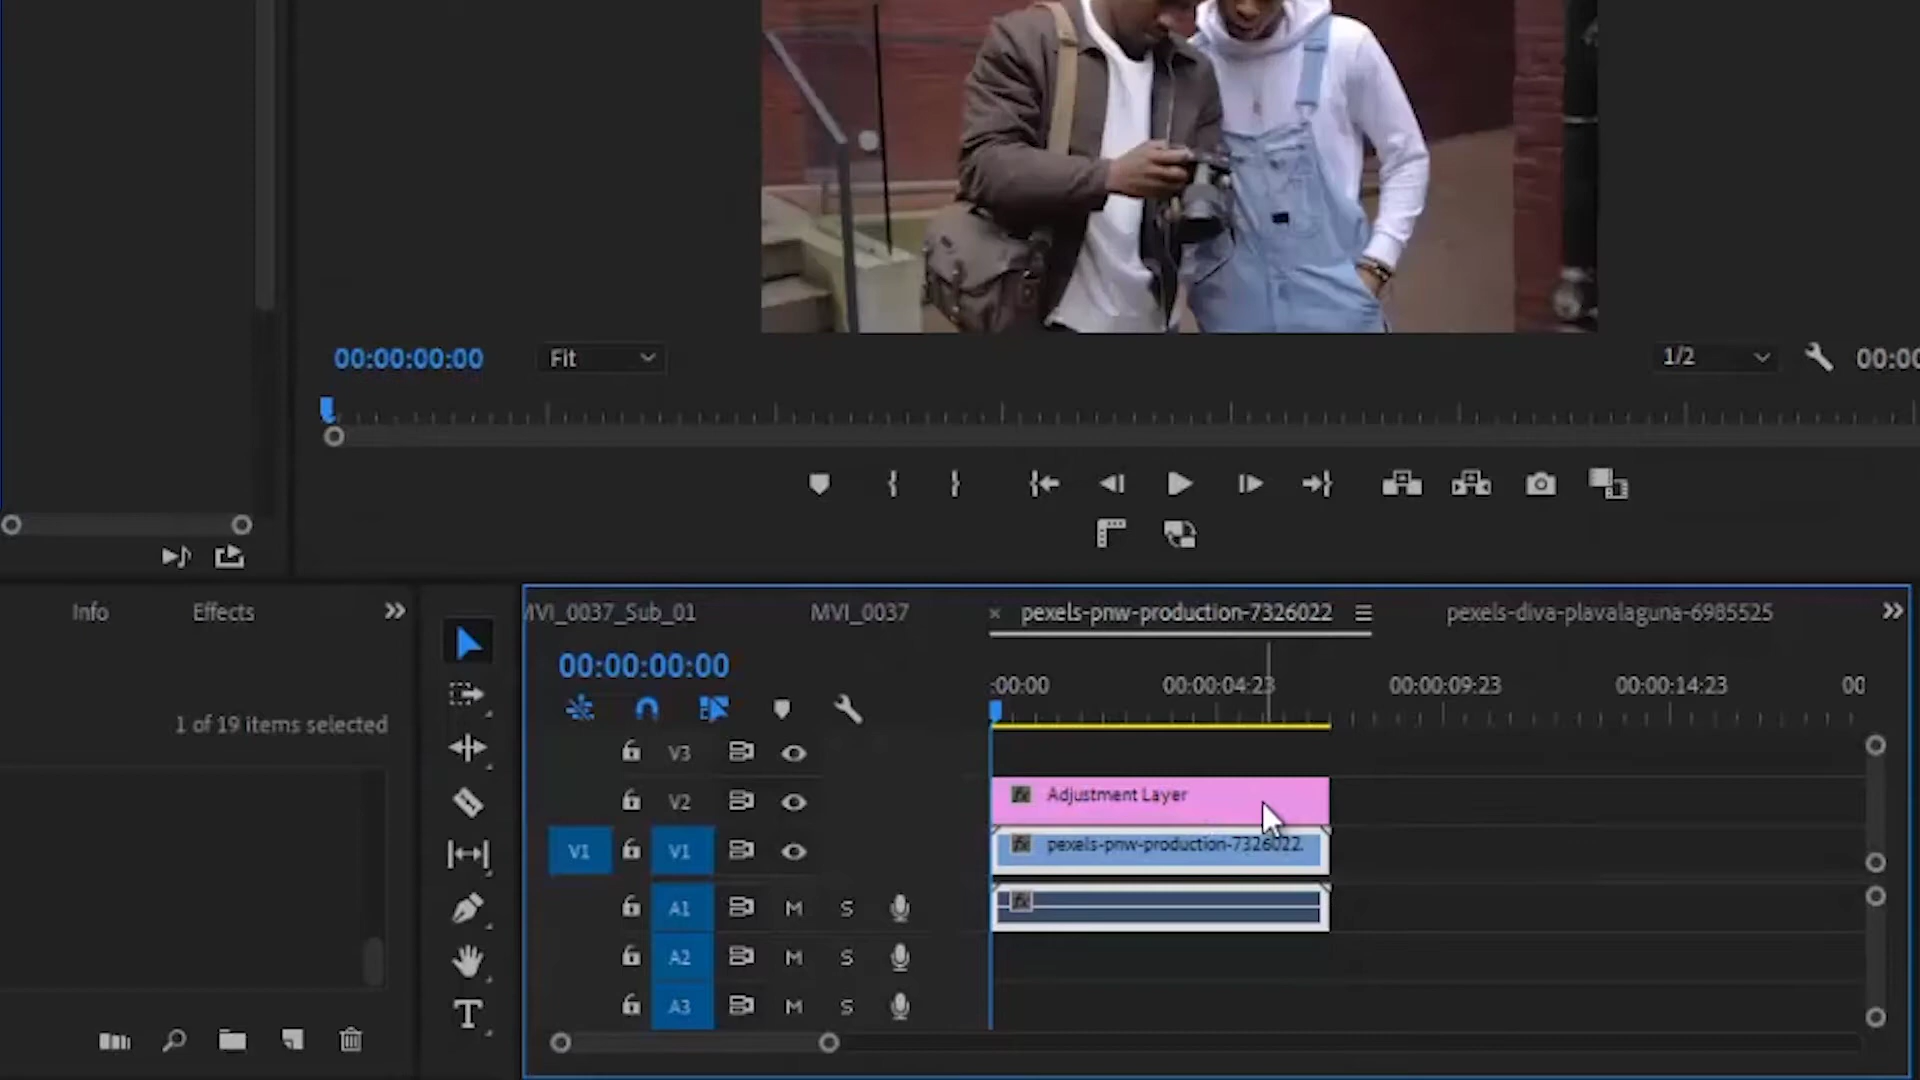 00:00:00:00
Fit
1/2
00:00
Info
Effects
MVI_0037_Sub_01
MVI_0037
pexels-pnw-production-7326022
pexels-diva-plavalaguna-6985525
1 of 19 items selected
00:00:00:00
:00:00
00:00:04:23
00:00:09:23
00:00:14:23
00
V3
V2
fx Adjustment Layer
V1
V1
fx pexels-pnw-production-7326022.
A1
M
S
fx
A2
M
S
A3
M
S
T